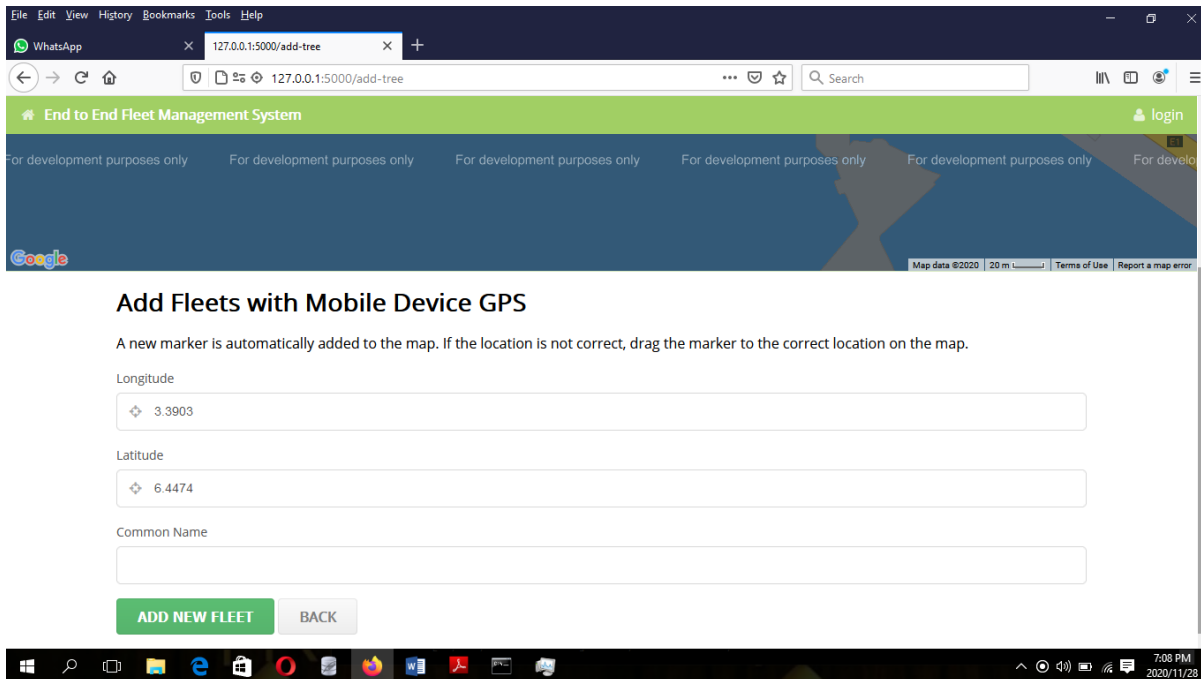 File Edit View History Bookmarks Tools Help
WhatsApp 127.0.0.1:5000/add-tree
127.0.0.1:5000/add-tree Search
End to End Fleet Management System login
E1
For development purposes only For development purposes only For development purposes only For development purposes only For development purposes only For develo
Google Map data ©2020 20 m Terms of Use Report a map error
Add Fleets with Mobile Device GPS
A new marker is automatically added to the map. If the location is not correct, drag the marker to the correct location on the map.
Longitude
3.3903
Latitude
6.4474
Common Name
ADD NEW FLEET BACK
7:08 PM
2020/11/28